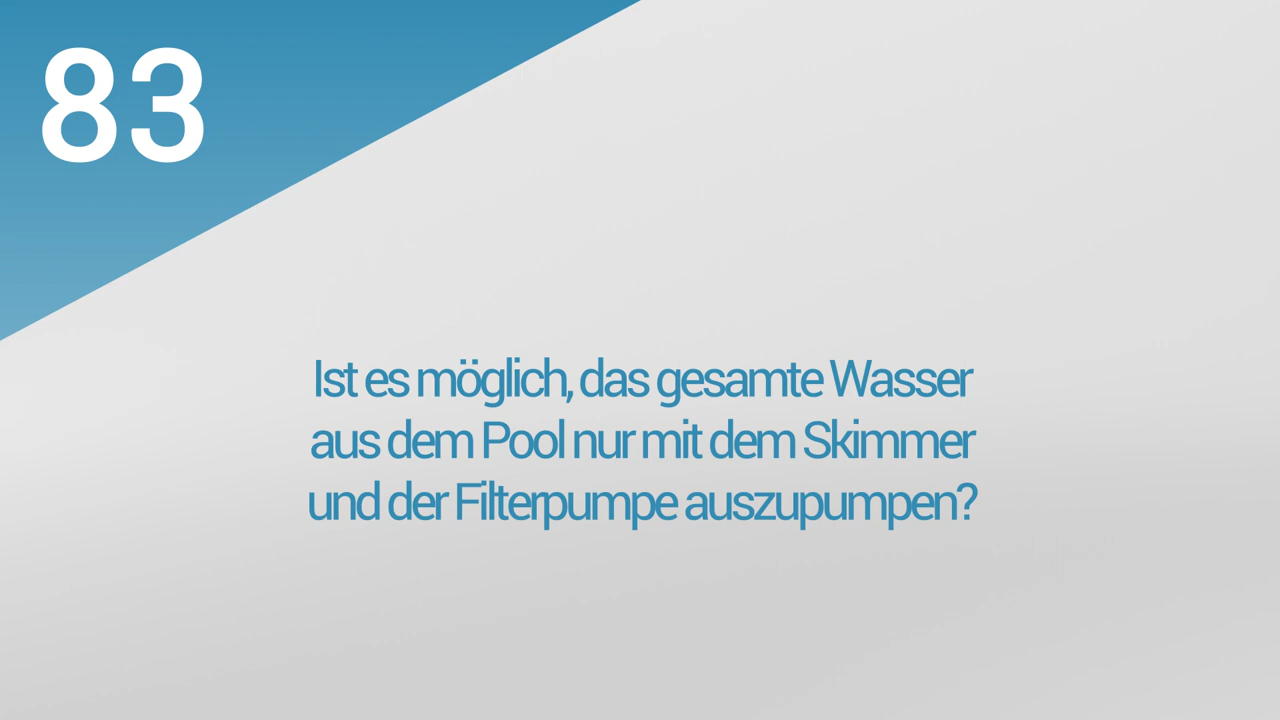 83
Ist es möglich, das gesamte Wasser
aus dem Pool nur mit dem Skimmer
und der Filterpumpe auszupumpen?